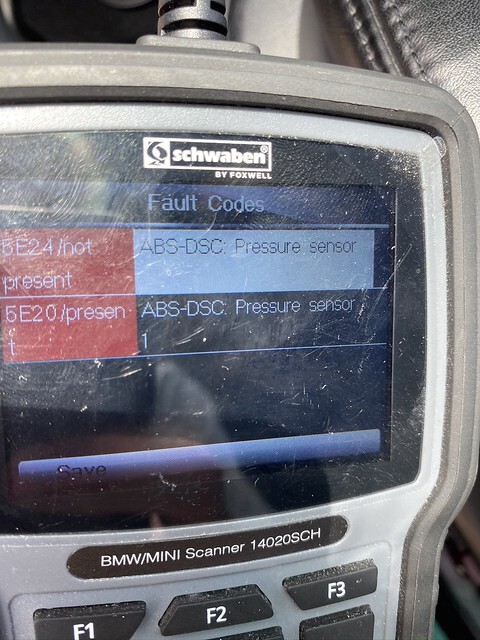 schwaben
BY FOXWELL
Fault Codes
5E24/not ABS-DSC: Pressure sensor
present
5E20/presen ABS-DSC: Pressure sensor
t 1
Save
BMW/MINI Scanner 14020SCH
F1 F2 F3